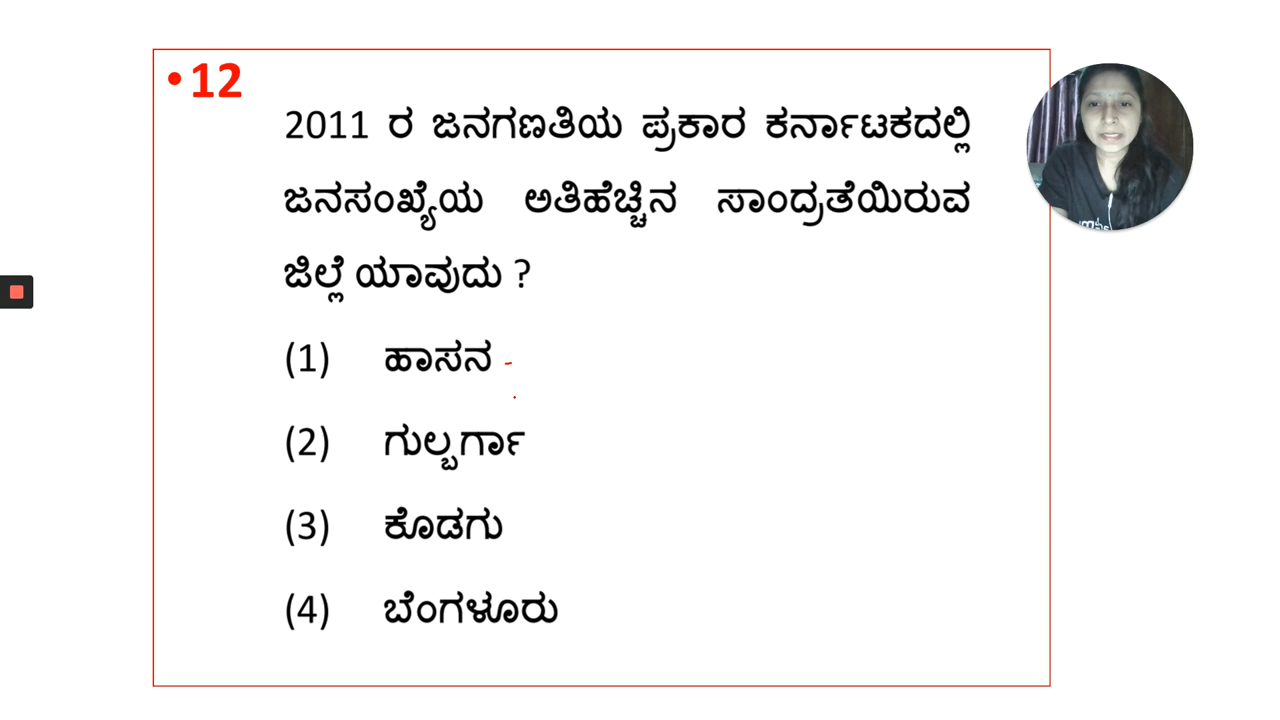 • 12
2011 ರ ಜನಗಣತಿಯ ಪ್ರಕಾರ ಕರ್ನಾಟಕದಲ್ಲಿ
ಜನಸಂಖ್ಯೆಯ ಅತಿಹೆಚ್ಚಿನ ಸಾಂದ್ರತೆಯಿರುವ
ಜಿಲ್ಲೆ ಯಾವುದು ?
(1) ಹಾಸನ
(2) ಗುಲ್ಬರ್ಗಾ
(3) ಕೊಡಗು
(4) ಬೆಂಗಳೂರು